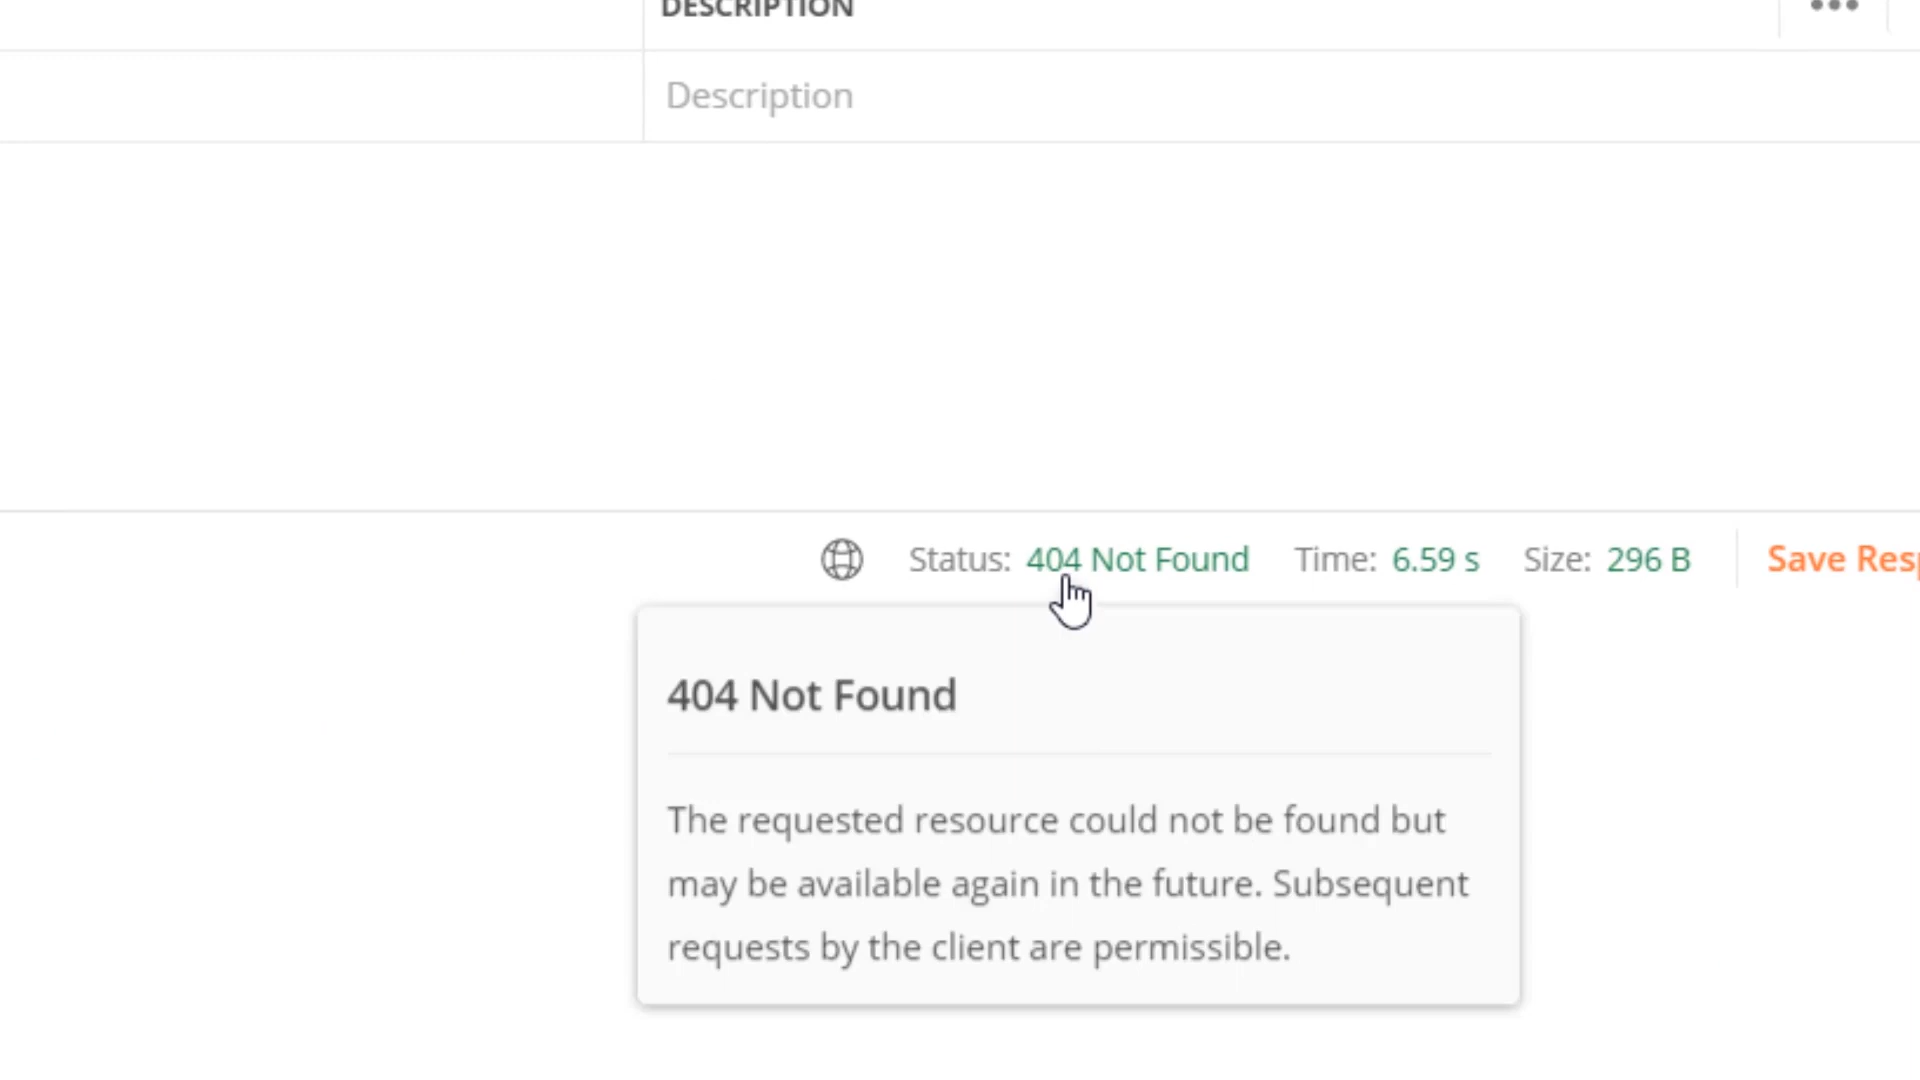 DESCRIPTION
Description
Status: 404 Not Found Time: 6.59 s Size: 296 B Save Resp
404 Not Found
The requested resource could not be found but
may be available again in the future. Subsequent
requests by the client are permissible.